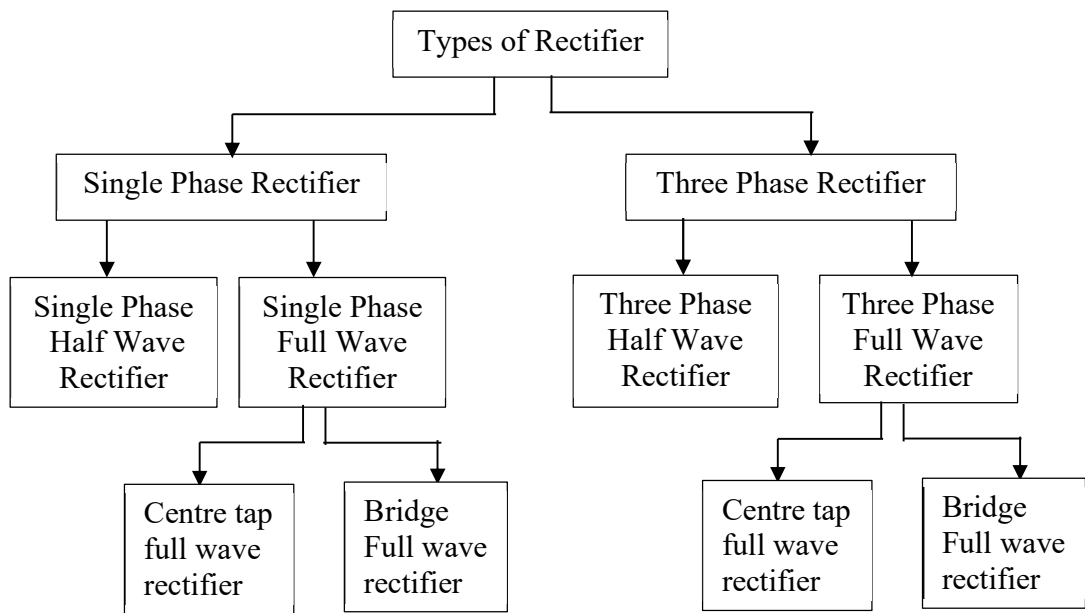 Types of Rectifier
Single Phase Rectifier
Three Phase Rectifier
Single Phase
Half Wave
Rectifier
Single Phase
Full Wave
Rectifier
Three Phase
Half Wave
Rectifier
Three Phase
Full Wave
Rectifier
Centre tap
full wave
rectifier
Bridge
Full wave
rectifier
Centre tap
full wave
rectifier
Bridge
Full wave
rectifier